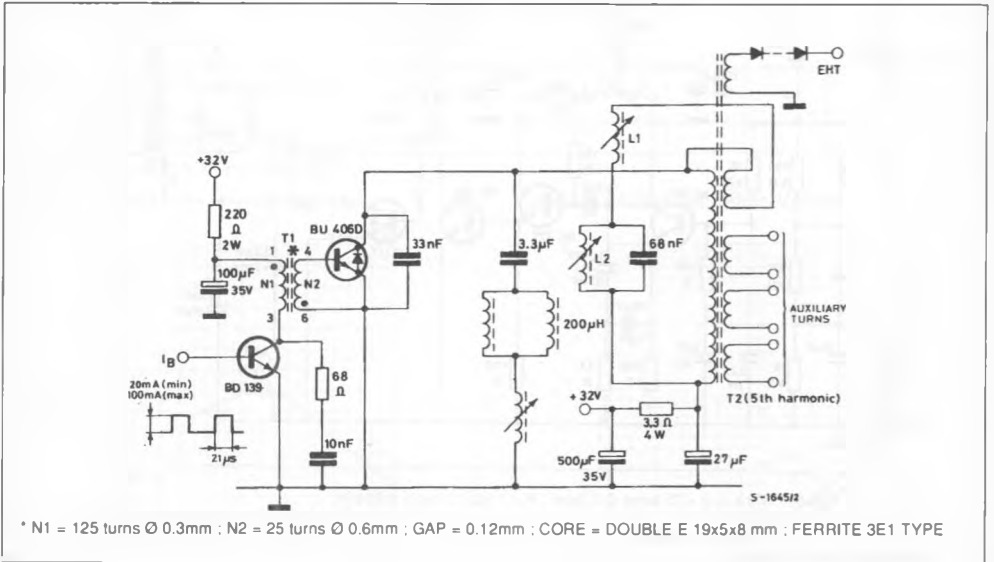 EHT
L1
+32V
220
Ω
2W
T1
*
BU 406D
1
4
33nF
3.3µF
L2
68nF
100µF
35V
N1
N2
3
6
200µH
AUXILIARY
TURNS
IB
BD 139
68
Ω
20mA (min)
100mA (max)
21µs
10nF
+ 32V
3.3 Ω
4 W
T2 (5th harmonic)
500µF
35V
27µF
S-1645/2
* N1 = 125 turns Ø 0.3mm ; N2 = 25 turns Ø 0.6mm ; GAP = 0.12mm ; CORE = DOUBLE E 19x5x8 mm ; FERRITE 3E1 TYPE